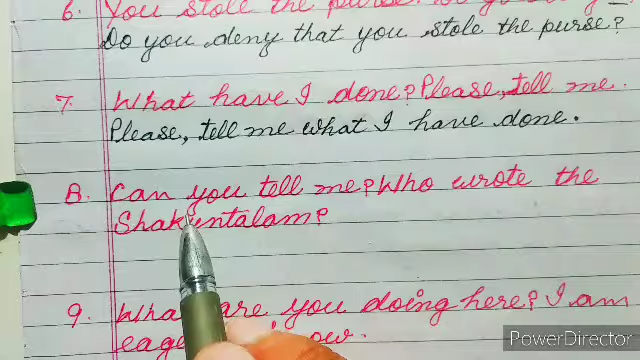 6. You stole the purse.
Do you deny that you stole the purse?
7. What have I done? Please, tell me.
Please, tell me what I have done.
8. Can you tell me? Who wrote the
Shakuntalam?
9. What are you doing here? I am
PowerDirector